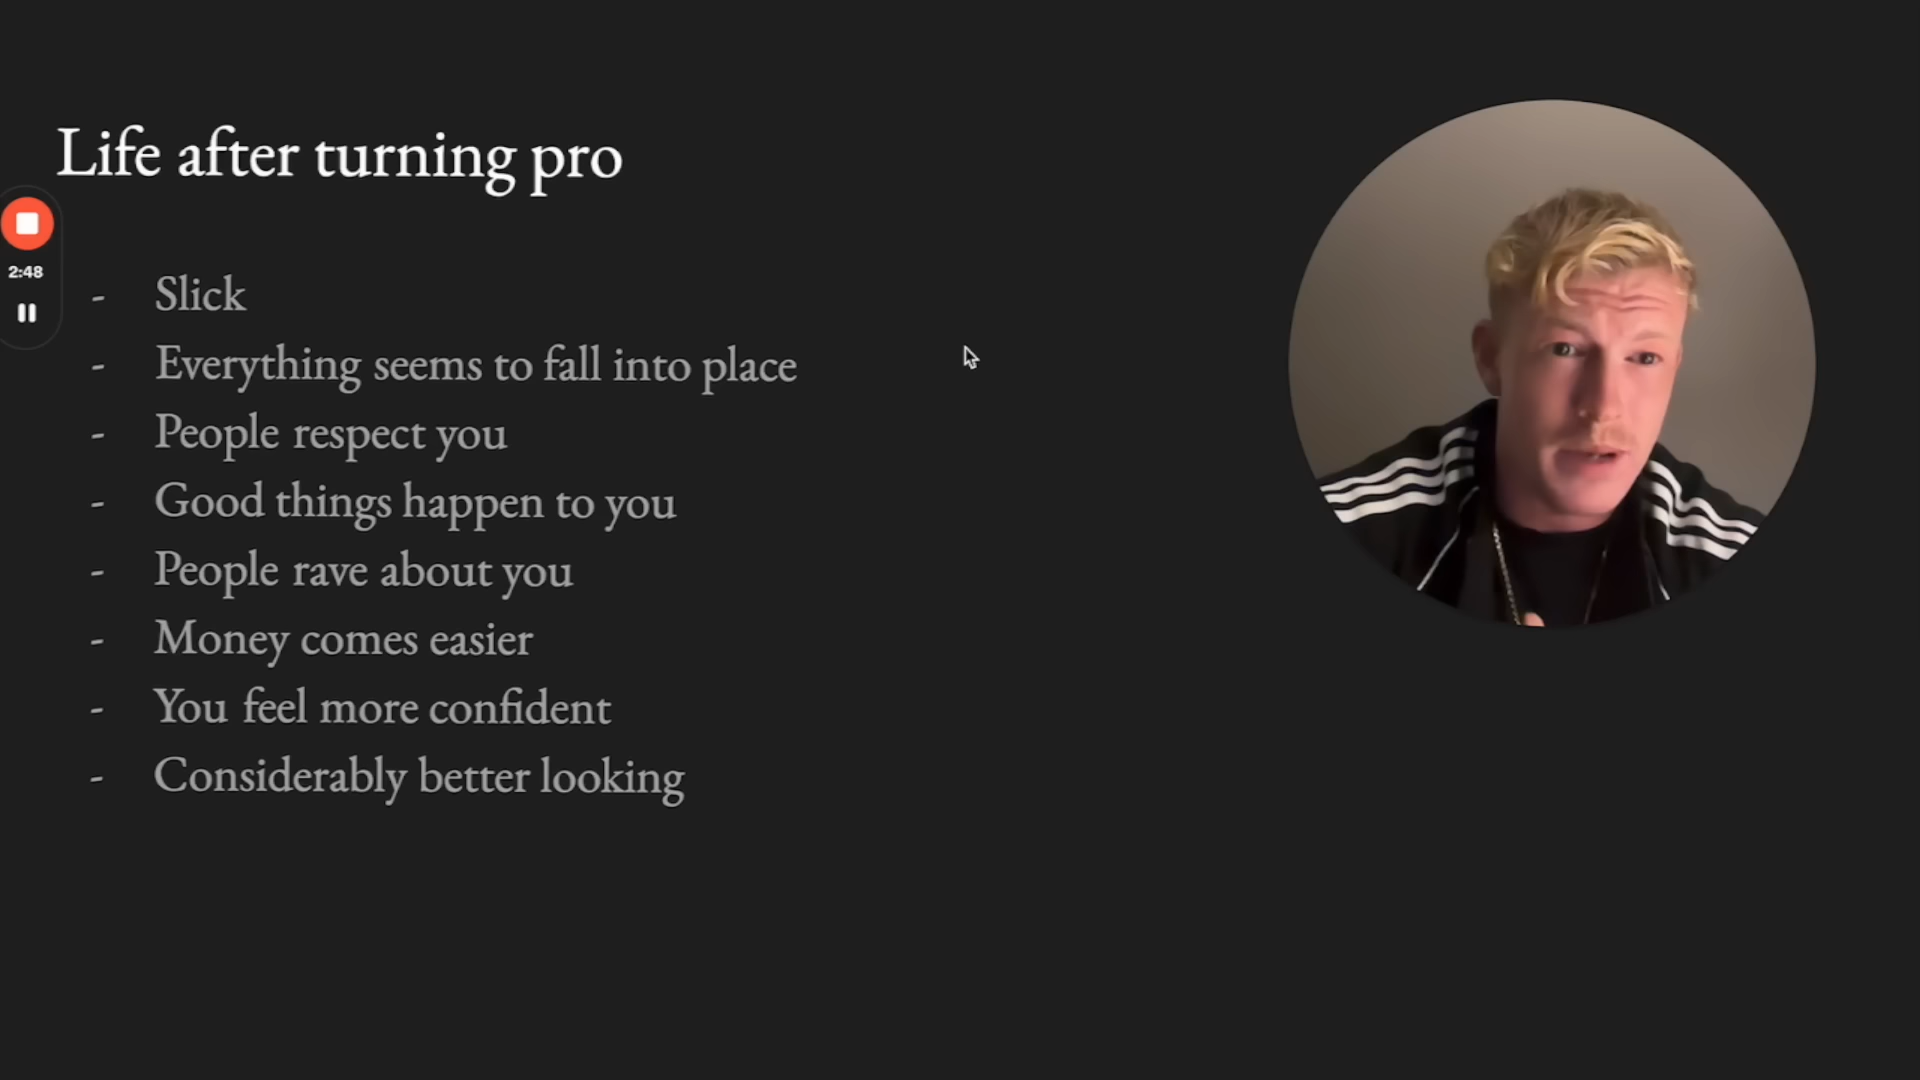 Life after turning pro
2:48
- Slick
- Everything seems to fall into place
- People respect you
- Good things happen to you
- People rave about you
- Money comes easier
- You feel more confident
- Considerably better looking